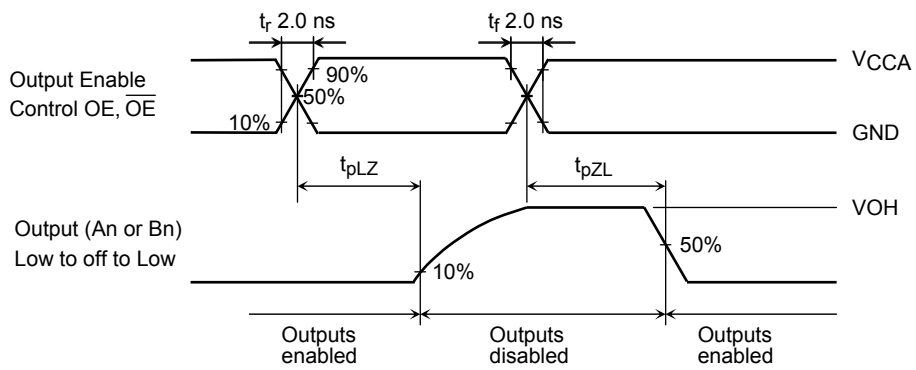 tr 2.0 ns
tf 2.0 ns
Output Enable
Control OE, OE
90%
50%
10%
VCCA
GND
tpLZ
tpZL
Output (An or Bn)
Low to off to Low
VOH
50%
10%
Outputs
enabled
Outputs
disabled
Outputs
enabled